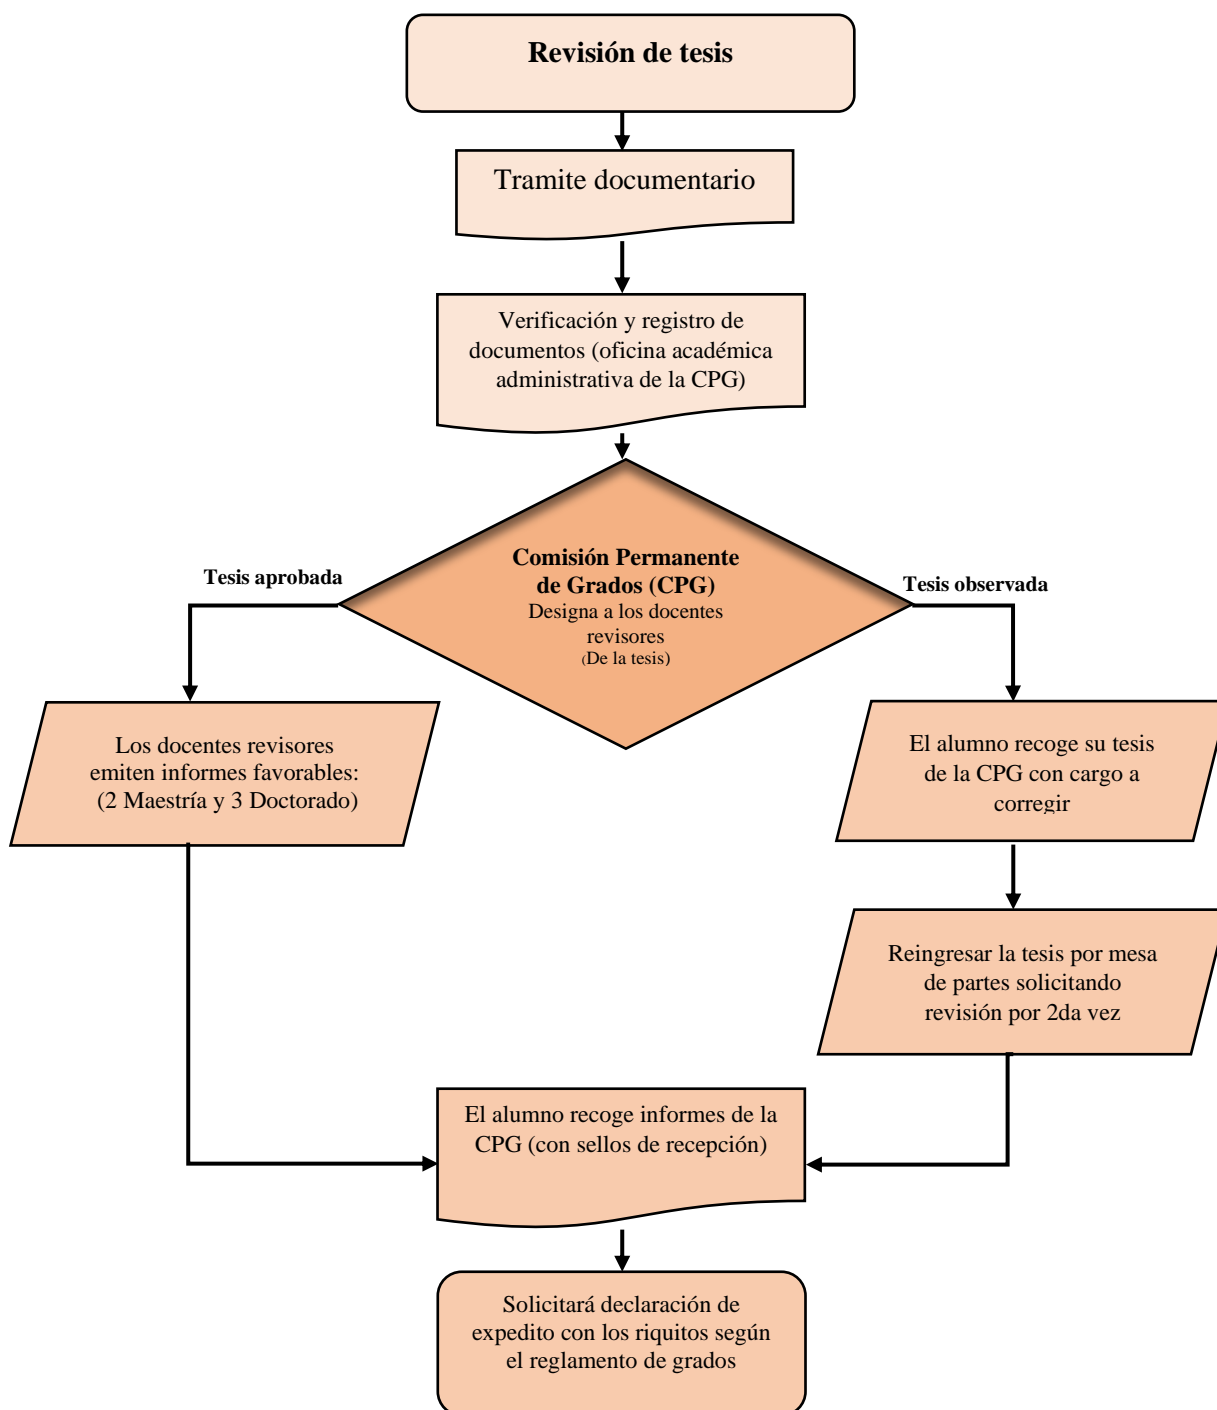 Revisión de tesis
Tramite documentario
Verificación y registro de
documentos (oficina académica
administrativa de la CPG)
Comisión Permanente
de Grados (CPG)
Designa a los docentes
revisores
(De la tesis)
Tesis aprobada
Tesis observada
Los docentes revisores
emiten informes favorables:
(2 Maestría y 3 Doctorado)
El alumno recoge su tesis
de la CPG con cargo a
corregir
Reingresar la tesis por mesa
de partes solicitando
revisión por 2da vez
El alumno recoge informes de la
CPG (con sellos de recepción)
Solicitará declaración de
expedito con los riquitos según
el reglamento de grados